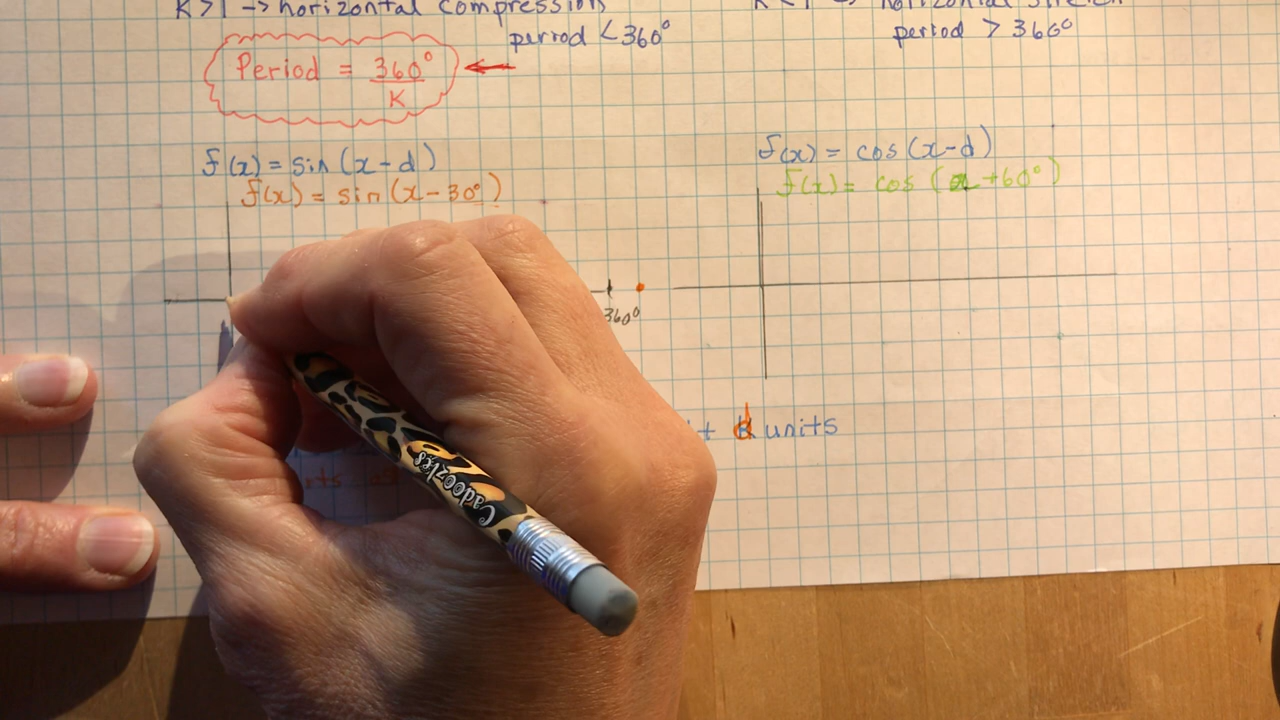 K>1 -> horizontal compression
period < 360°
period > 360°
Period = 360°
K
f(x) = sin(x-d)
f(x) = sin(x-30°)
f(x) = cos(x-d)
f(x) = cos(x+60°)
360°
d units
Cadoozles